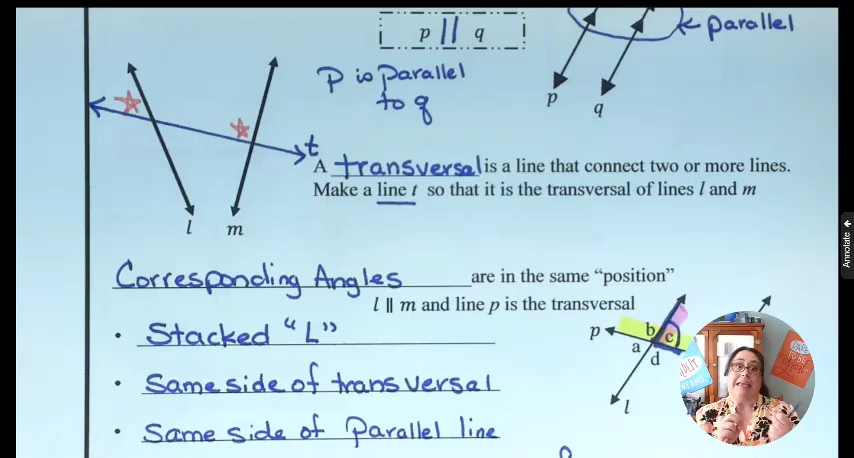 p || q
parallel
P is parallel
to q
p
q
t
l
m
A transversal is a line that connect two or more lines.
Make a line t so that it is the transversal of lines l and m
Corresponding Angles are in the same “position”
l || m and line p is the transversal
• Stacked "L"
• Same side of transversal
• Same side of Parallel line
p
b
c
a
d
l
Annotate